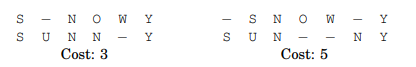 S – N O W Y    – S N O W – Y
S U N N – Y    S U N – – N Y
Cost: 3    Cost: 5